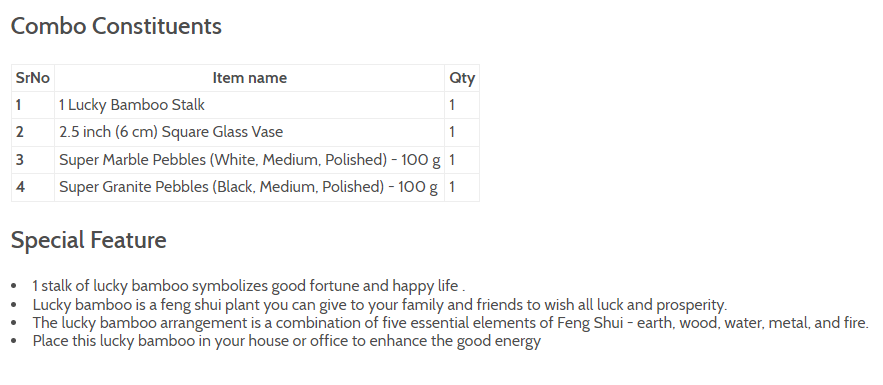 Combo Constituents
SrNo Item name Qty
1 1 Lucky Bamboo Stalk 1
2 2.5 inch (6 cm) Square Glass Vase 1
3 Super Marble Pebbles (White, Medium, Polished) - 100 g 1
4 Super Granite Pebbles (Black, Medium, Polished) - 100 g 1
Special Feature
• 1 stalk of lucky bamboo symbolizes good fortune and happy life .
• Lucky bamboo is a feng shui plant you can give to your family and friends to wish all luck and prosperity.
• The lucky bamboo arrangement is a combination of five essential elements of Feng Shui - earth, wood, water, metal, and fire.
• Place this lucky bamboo in your house or office to enhance the good energy